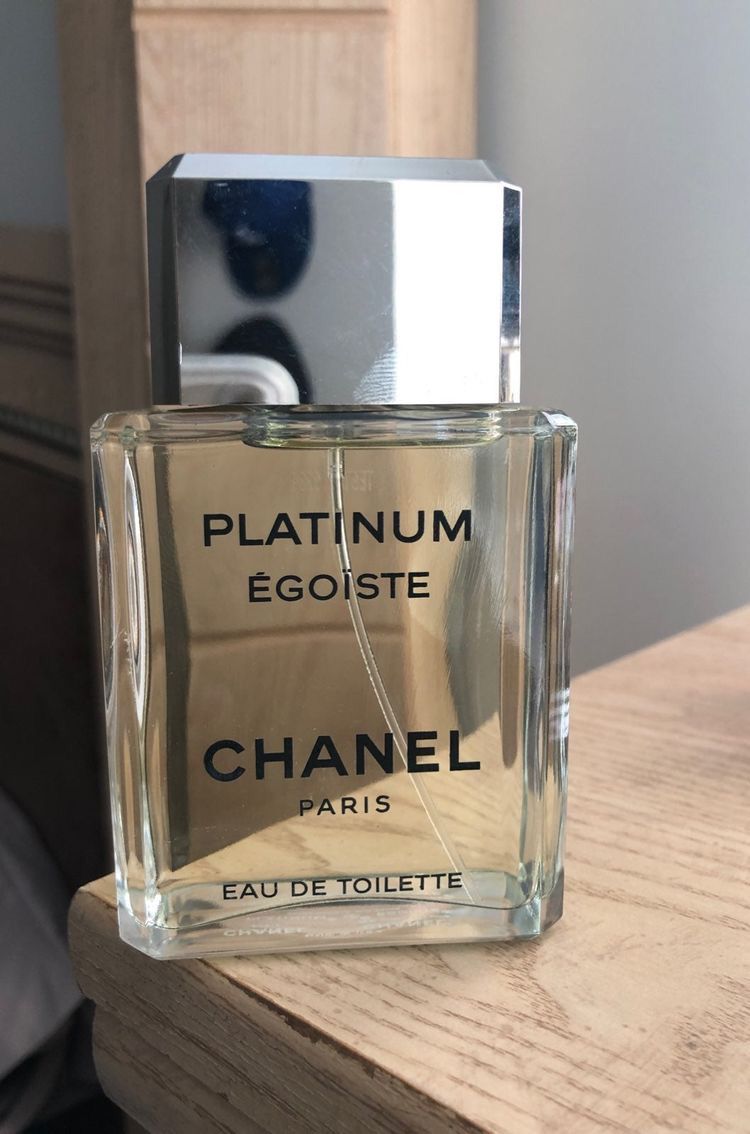 PLATINUM
ÉGOÏSTE
CHANEL
PARIS
EAU DE TOILETTE